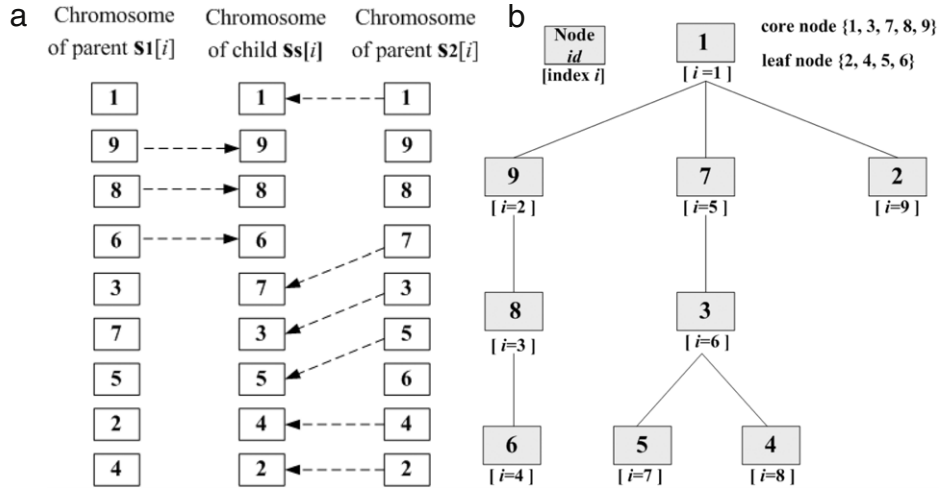 a
Chromosome
of parent S1[i]
Chromosome
of child Ss[i]
Chromosome
of parent S2[i]
1 1 1
9 9 9
8 8 8
6 6 7
3 7 3
7 3 5
5 5 6
2 4 4
4 2 2
b
Node
id
[index i]
1
[ i =1 ]
core node {1, 3, 7, 8, 9}
leaf node {2, 4, 5, 6}
9 7 2
[ i=2 ] [ i=5 ] [ i=9 ]
8 3
[ i=3 ] [ i=6 ]
6 5 4
[ i=4 ] [ i=7 ] [ i=8 ]